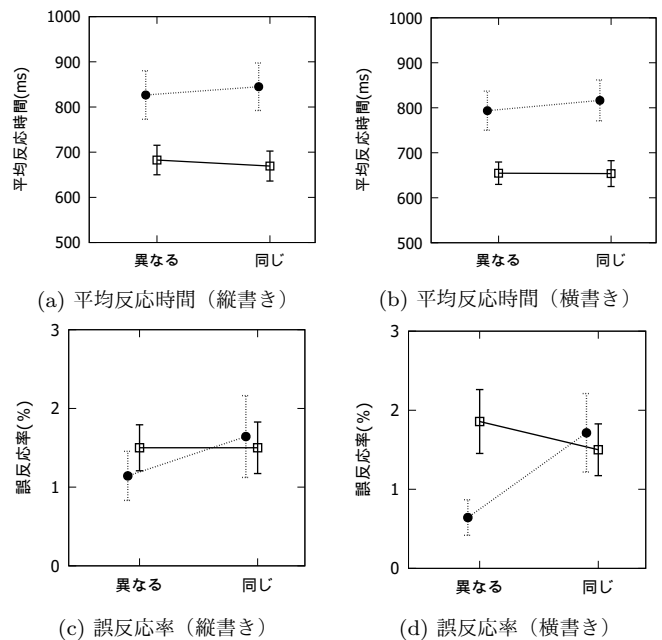 1000
900
800
700
600
500
平均反応時間(ms)
異なる
同じ
(a) 平均反応時間（縦書き）
1000
900
800
700
600
500
平均反応時間(ms)
異なる
同じ
(b) 平均反応時間（横書き）
3
2
1
0
誤反応率(%)
異なる
同じ
(c) 誤反応率（縦書き）
3
2
1
0
誤反応率(%)
異なる
同じ
(d) 誤反応率（横書き）